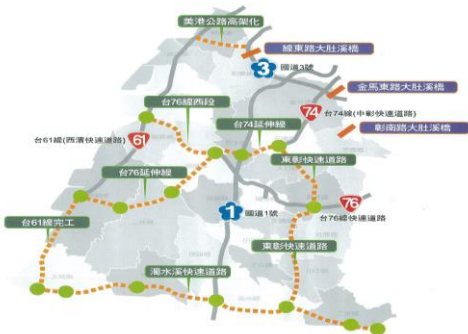 美港公路高架化
線東路大肚溪橋
3
國道3號
金馬東路大肚溪橋
台76線西段
台74延伸線
74
台74線(中彰快速道路)
61
台61線(西濱快速道路)
彰南路大肚溪橋
東彰快速道路
台76延伸線
76
台76線快速道路
1
國道1號
台61線完工
東彰快速道路
濁水溪快速道路